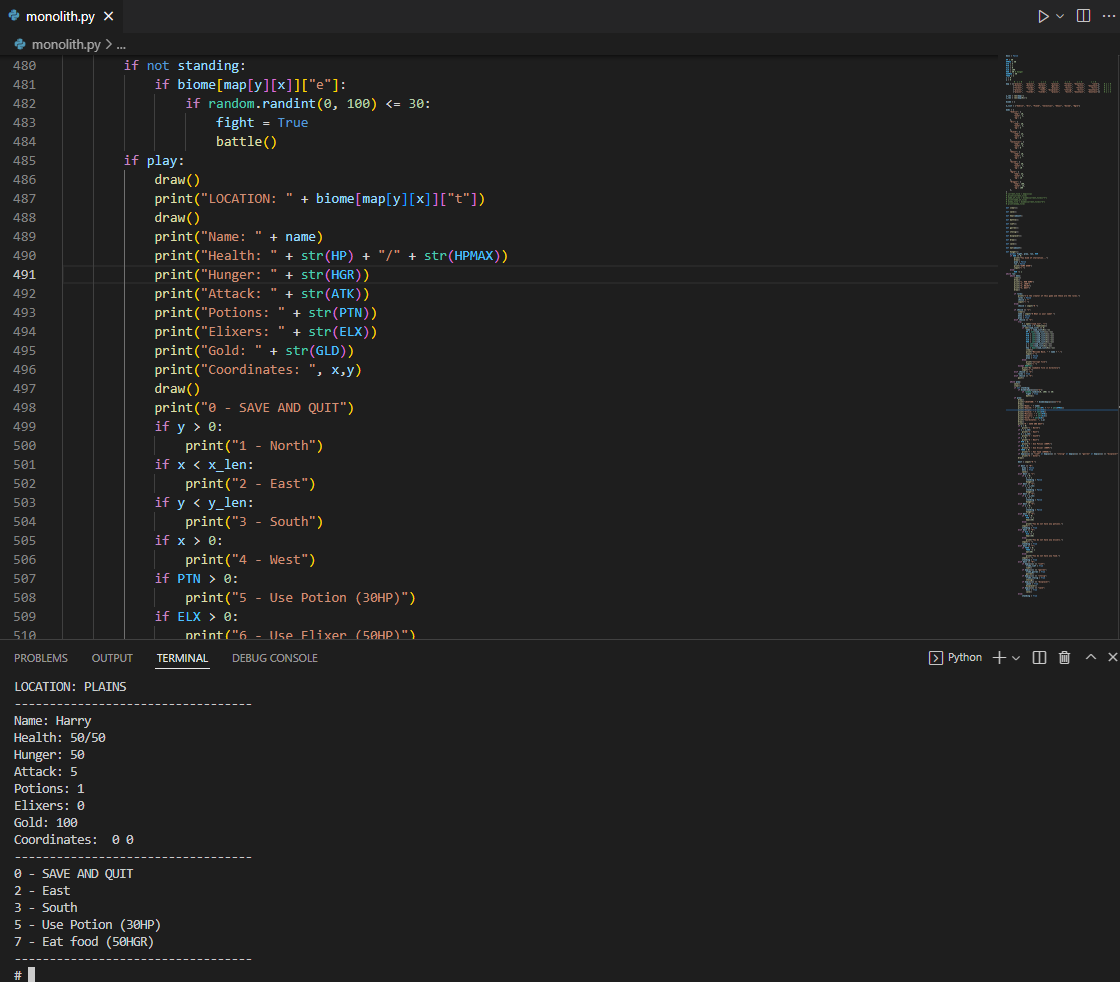 monolith.py
monolith.py > ...
480 if not standing:
481 if biome[map[y][x]]["e"]:
482 if random.randint(0, 100) <= 30:
483 fight = True
484 battle()
485 if play:
486 draw()
487 print("LOCATION: " + biome[map[y][x]]["t"])
488 draw()
489 print("Name: " + name)
490 print("Health: " + str(HP) + "/" + str(HPMAX))
491 print("Hunger: " + str(HGR))
492 print("Attack: " + str(ATK))
493 print("Potions: " + str(PTN))
494 print("Elixers: " + str(ELX))
495 print("Gold: " + str(GLD))
496 print("Coordinates: ", x,y)
497 draw()
498 print("0 - SAVE AND QUIT")
499 if y > 0:
500 print("1 - North")
501 if x < x_len:
502 print("2 - East")
503 if y < y_len:
504 print("3 - South")
505 if x > 0:
506 print("4 - West")
507 if PTN > 0:
508 print("5 - Use Potion (30HP)")
509 if ELX > 0:
510 print("6 - Use Elixer (50HP)")
PROBLEMS OUTPUT TERMINAL DEBUG CONSOLE Python
LOCATION: PLAINS
----------------------------------
Name: Harry
Health: 50/50
Hunger: 50
Attack: 5
Potions: 1
Elixers: 0
Gold: 100
Coordinates:  0 0
----------------------------------
0 - SAVE AND QUIT
2 - East
3 - South
5 - Use Potion (30HP)
7 - Eat food (50HGR)
----------------------------------
#